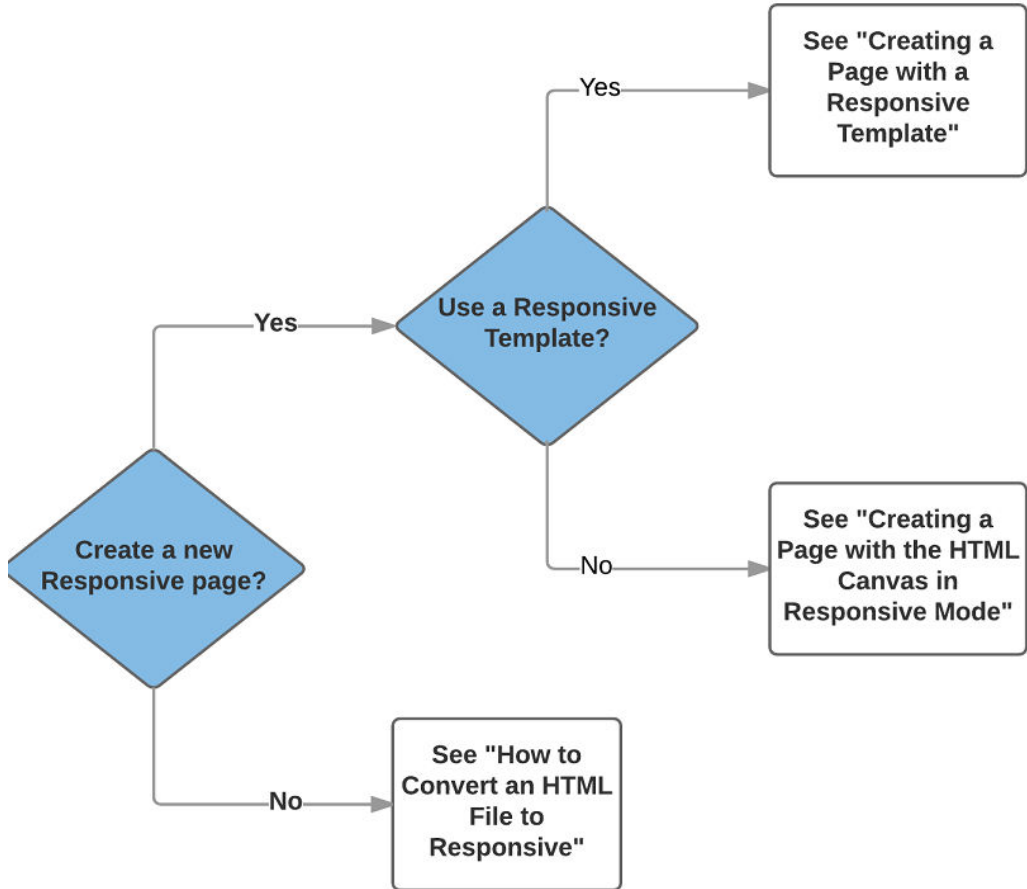 See "Creating a
Page with a
Responsive
Template"
Yes
Use a Responsive
Template?
Yes
No
See "Creating a
Page with the HTML
Canvas in
Responsive Mode"
Create a new
Responsive page?
No
See "How to
Convert an HTML
File to
Responsive"